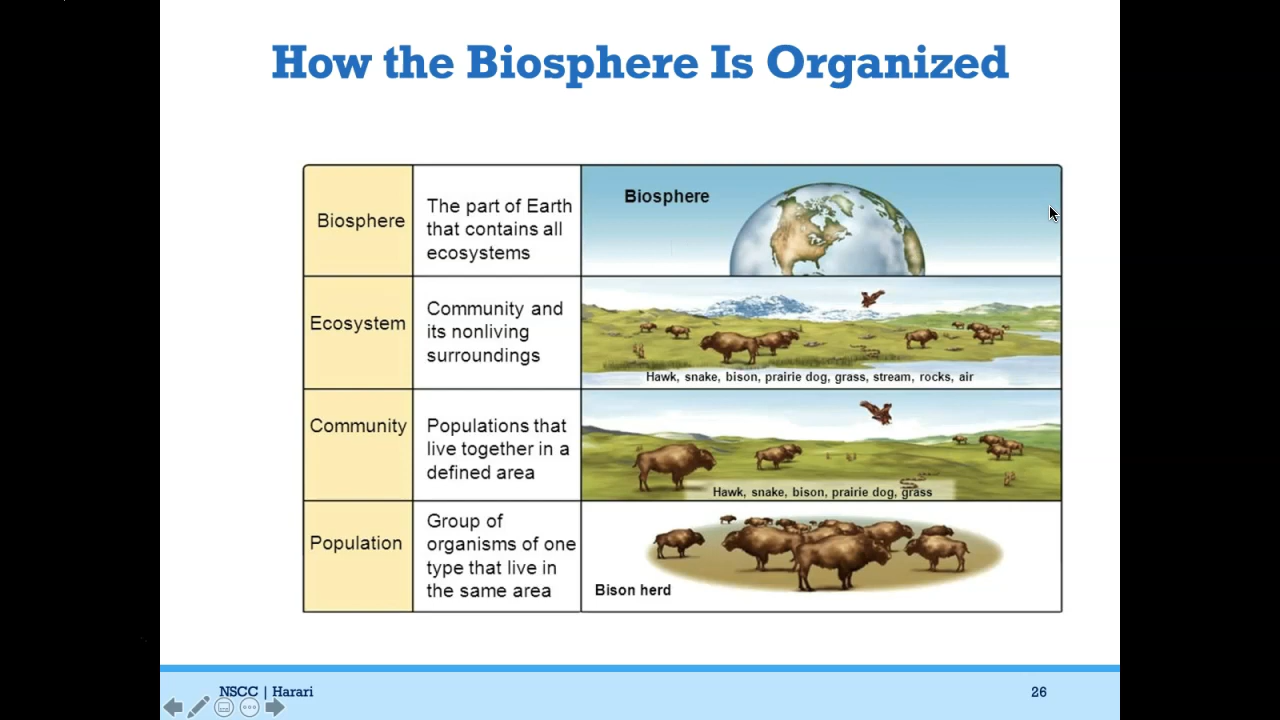 How the Biosphere Is Organized
Biosphere
The part of Earth
that contains all
ecosystems
Biosphere
Ecosystem
Community and
its nonliving
surroundings
Hawk, snake, bison, prairie dog, grass, stream, rocks, air
Community
Populations that
live together in a
defined area
Hawk, snake, bison, prairie dog, grass
Population
Group of
organisms of one
type that live in
the same area
Bison herd
NSCC | Harari
26